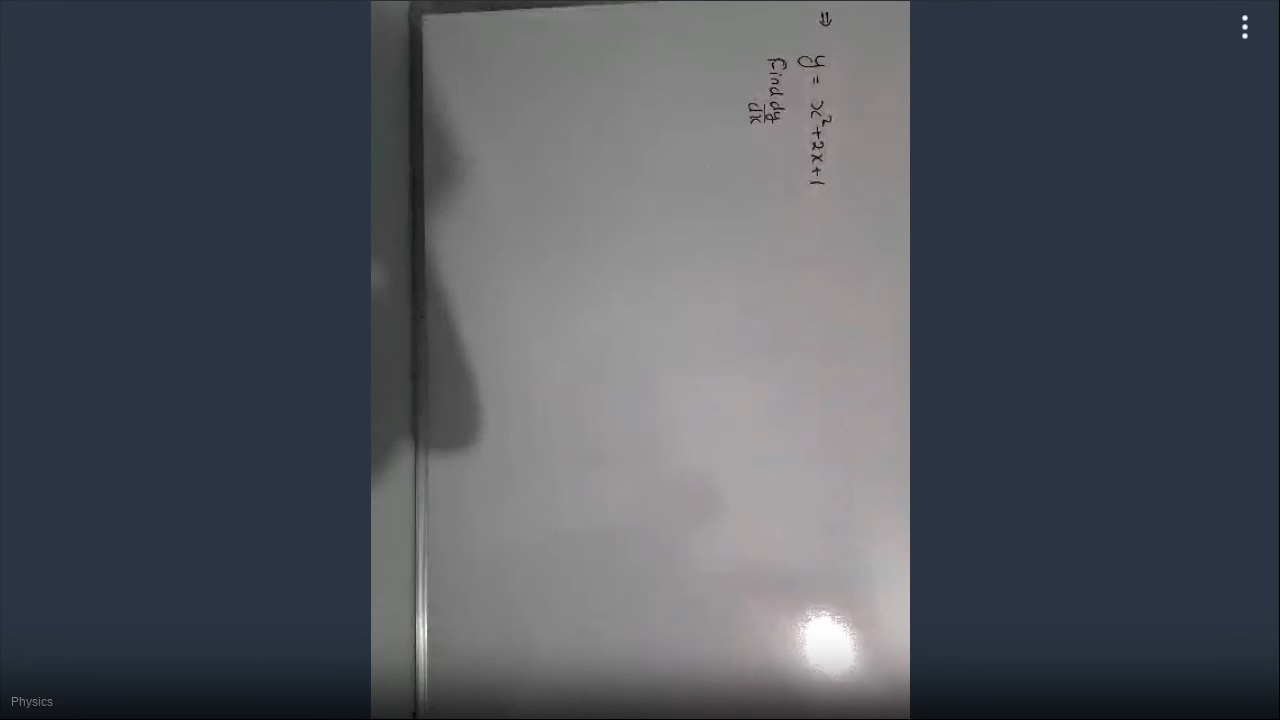 ⇒ y = x²+2x+1
Find dy/dx
Physics